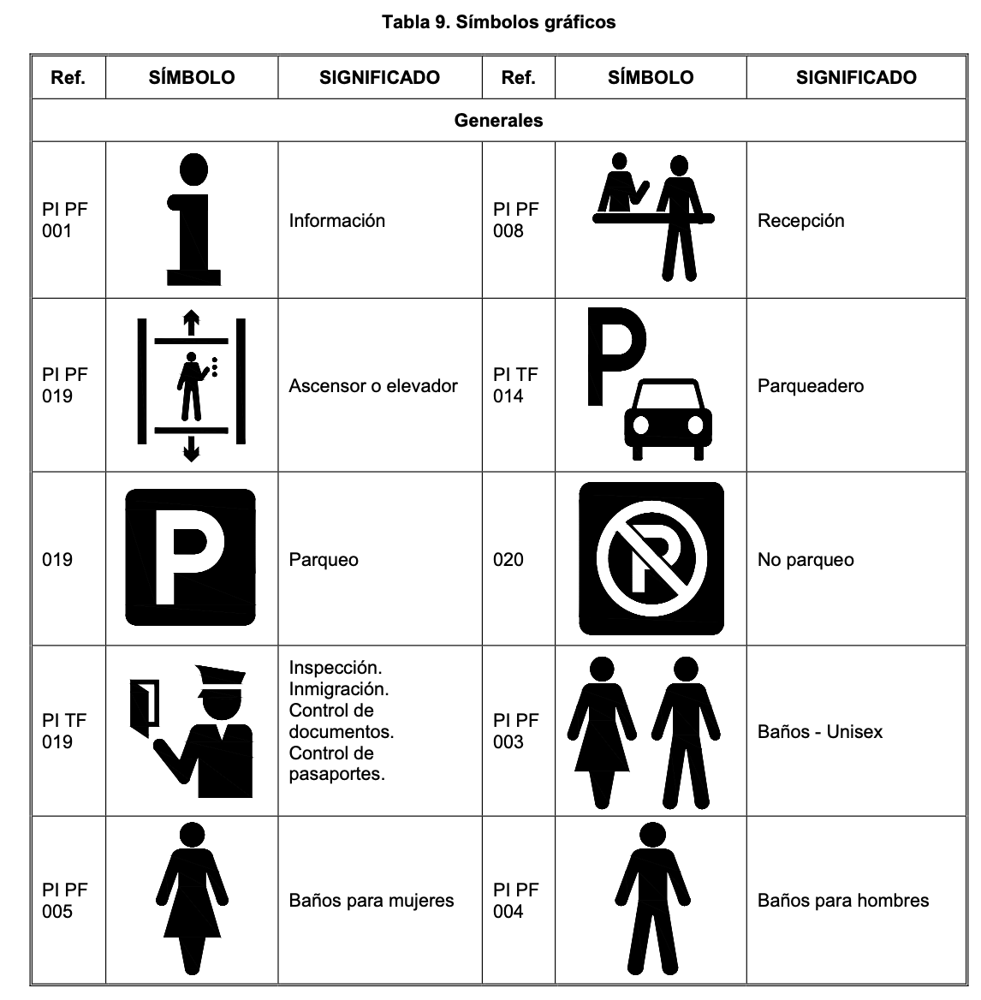 Tabla 9. Símbolos gráficos
Ref. SÍMBOLO SIGNIFICADO Ref. SÍMBOLO SIGNIFICADO
Generales
PI PF
001
Información
PI PF
008
Recepción
PI PF
019
Ascensor o elevador
PI TF
014
P
Parqueadero
019
P
Parqueo
020
P
No parqueo
PI TF
019
Inspección.
Inmigración.
Control de
documentos.
Control de
pasaportes.
PI PF
003
Baños - Unisex
PI PF
005
Baños para mujeres
PI PF
004
Baños para hombres